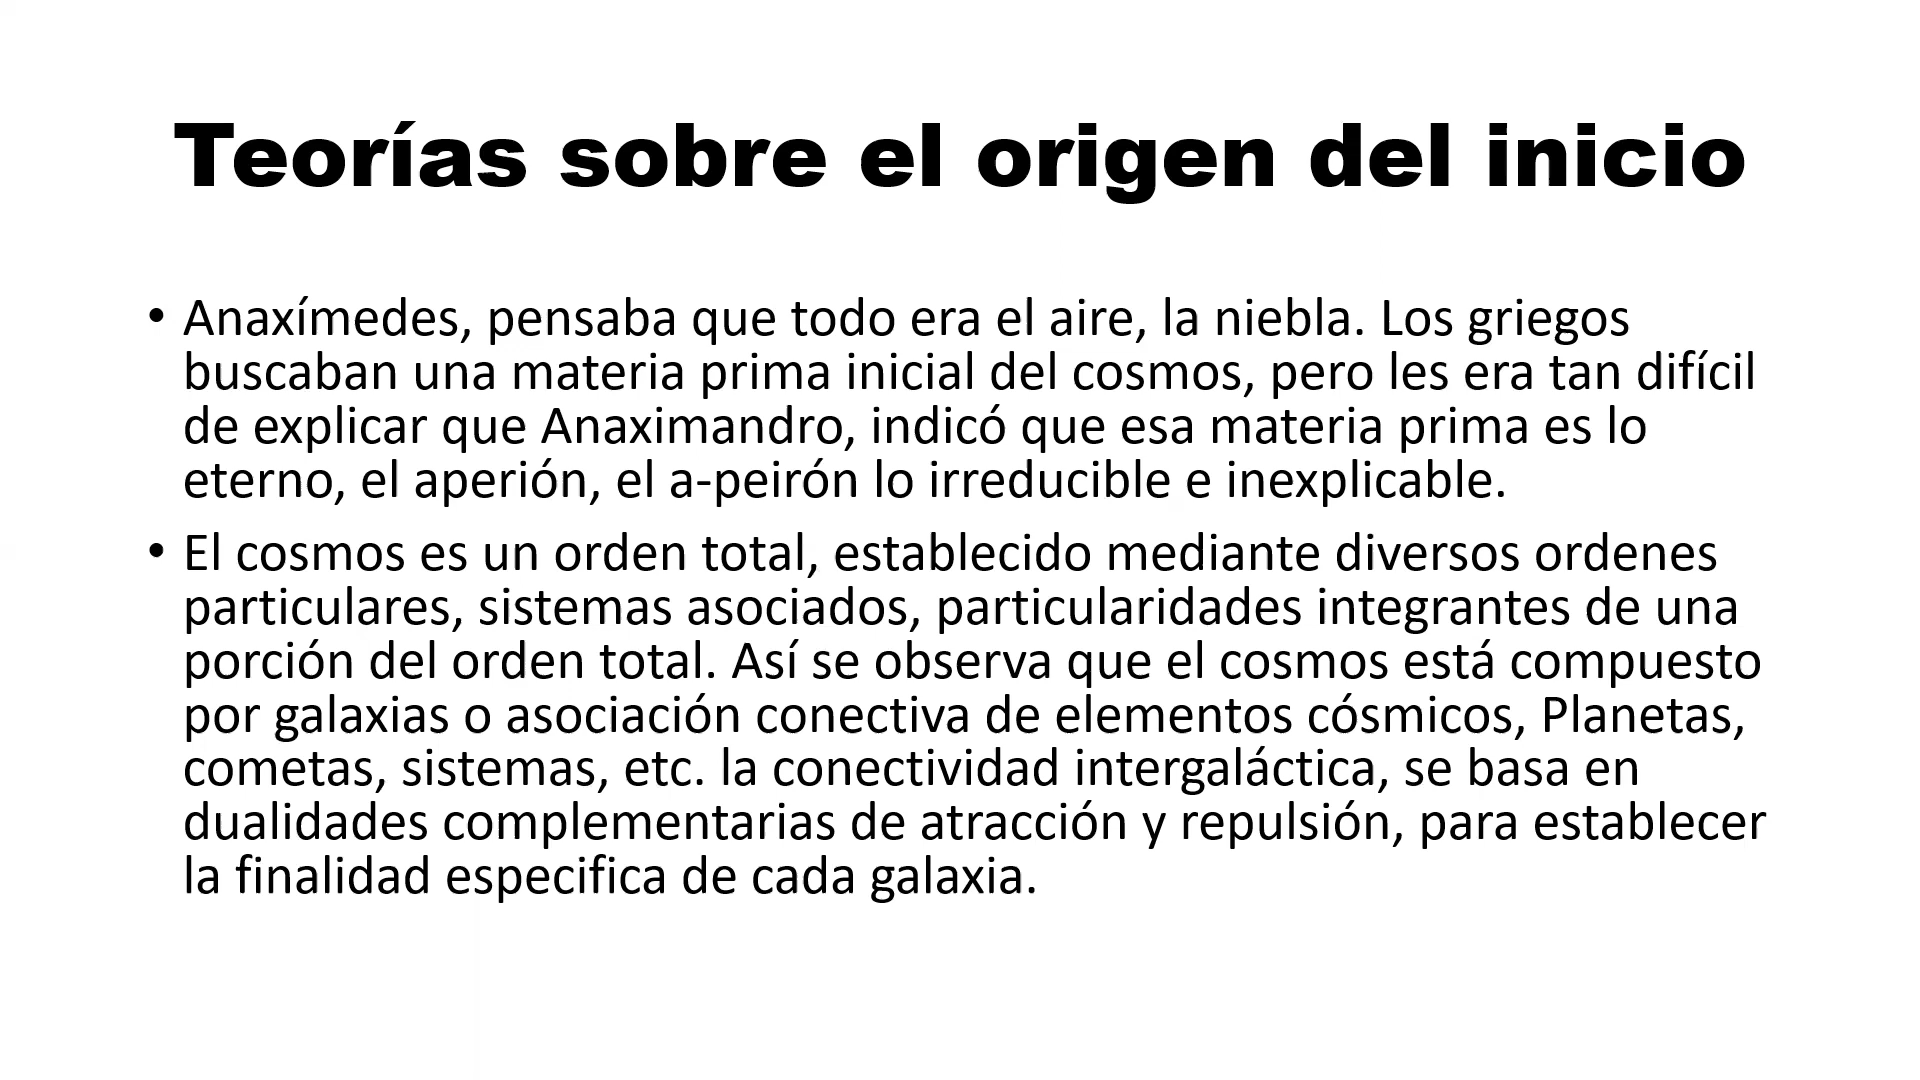 Teorías sobre el origen del inicio
• Anaxímedes, pensaba que todo era el aire, la niebla. Los griegos
buscaban una materia prima inicial del cosmos, pero les era tan difícil
de explicar que Anaximandro, indicó que esa materia prima es lo
eterno, el aperión, el a-peirón lo irreducible e inexplicable.
• El cosmos es un orden total, establecido mediante diversos ordenes
particulares, sistemas asociados, particularidades integrantes de una
porción del orden total. Así se observa que el cosmos está compuesto
por galaxias o asociación conectiva de elementos cósmicos, Planetas,
cometas, sistemas, etc. la conectividad intergaláctica, se basa en
dualidades complementarias de atracción y repulsión, para establecer
la finalidad especifica de cada galaxia.